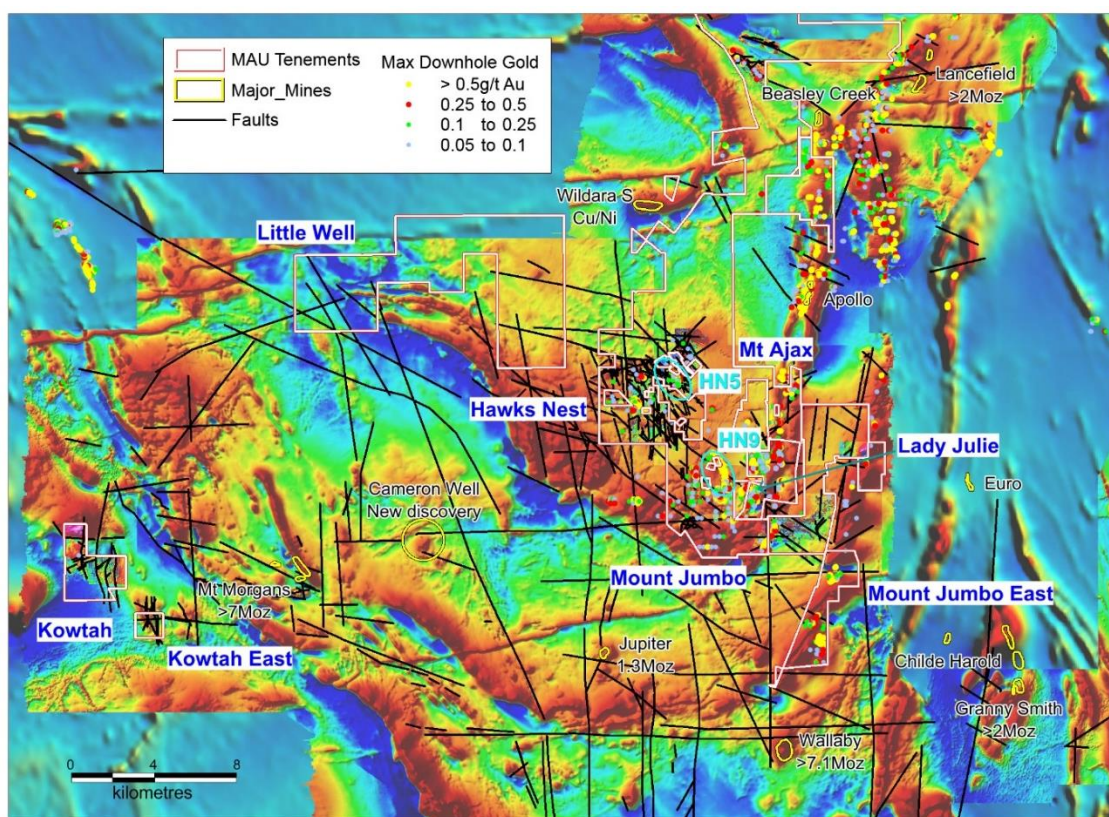 MAU Tenements
Major_Mines
Faults
Max Downhole Gold
> 0.5g/t Au
0.25 to 0.5
0.1 to 0.25
0.05 to 0.1
Lancefield
>2Moz
Beasley Creek
Wildara S
Cu/Ni
Little Well
Apollo
Mt Ajax
HN5
Hawks Nest
HN9
Lady Julie
Cameron Well
New discovery
Euro
Mt Morgans
>7Moz
Mount Jumbo
Mount Jumbo East
Kowtah
Kowtah East
Jupiter
1.3Moz
Childe Harold
Granny Smith
>2Moz
Wallaby
>7.1Moz
0 4 8
kilometres